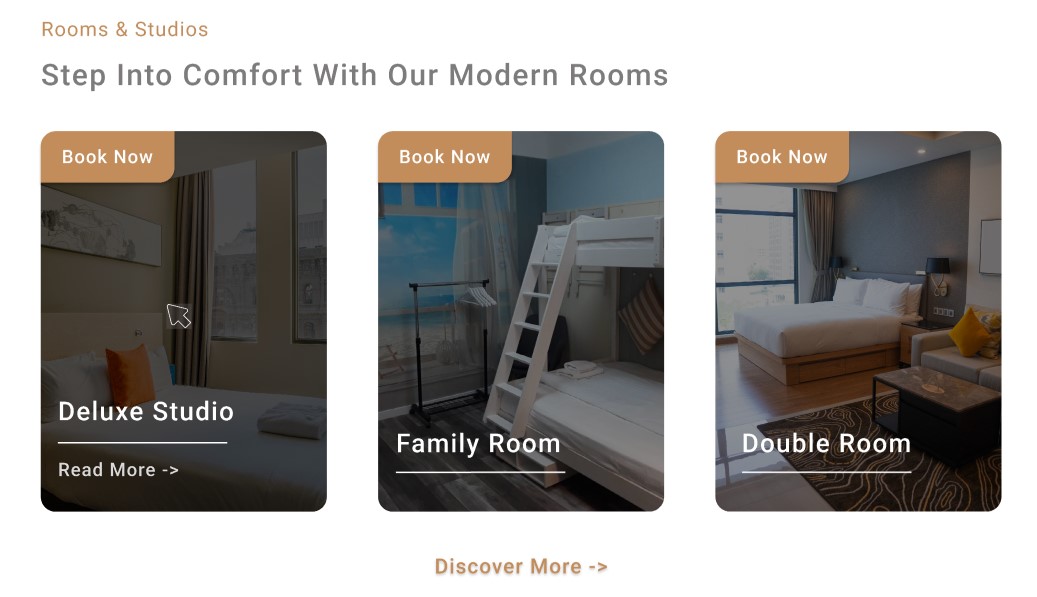 Rooms & Studios
Step Into Comfort With Our Modern Rooms
Book Now
Deluxe Studio
Read More ->
Book Now
Family Room
Book Now
Double Room
Discover More ->